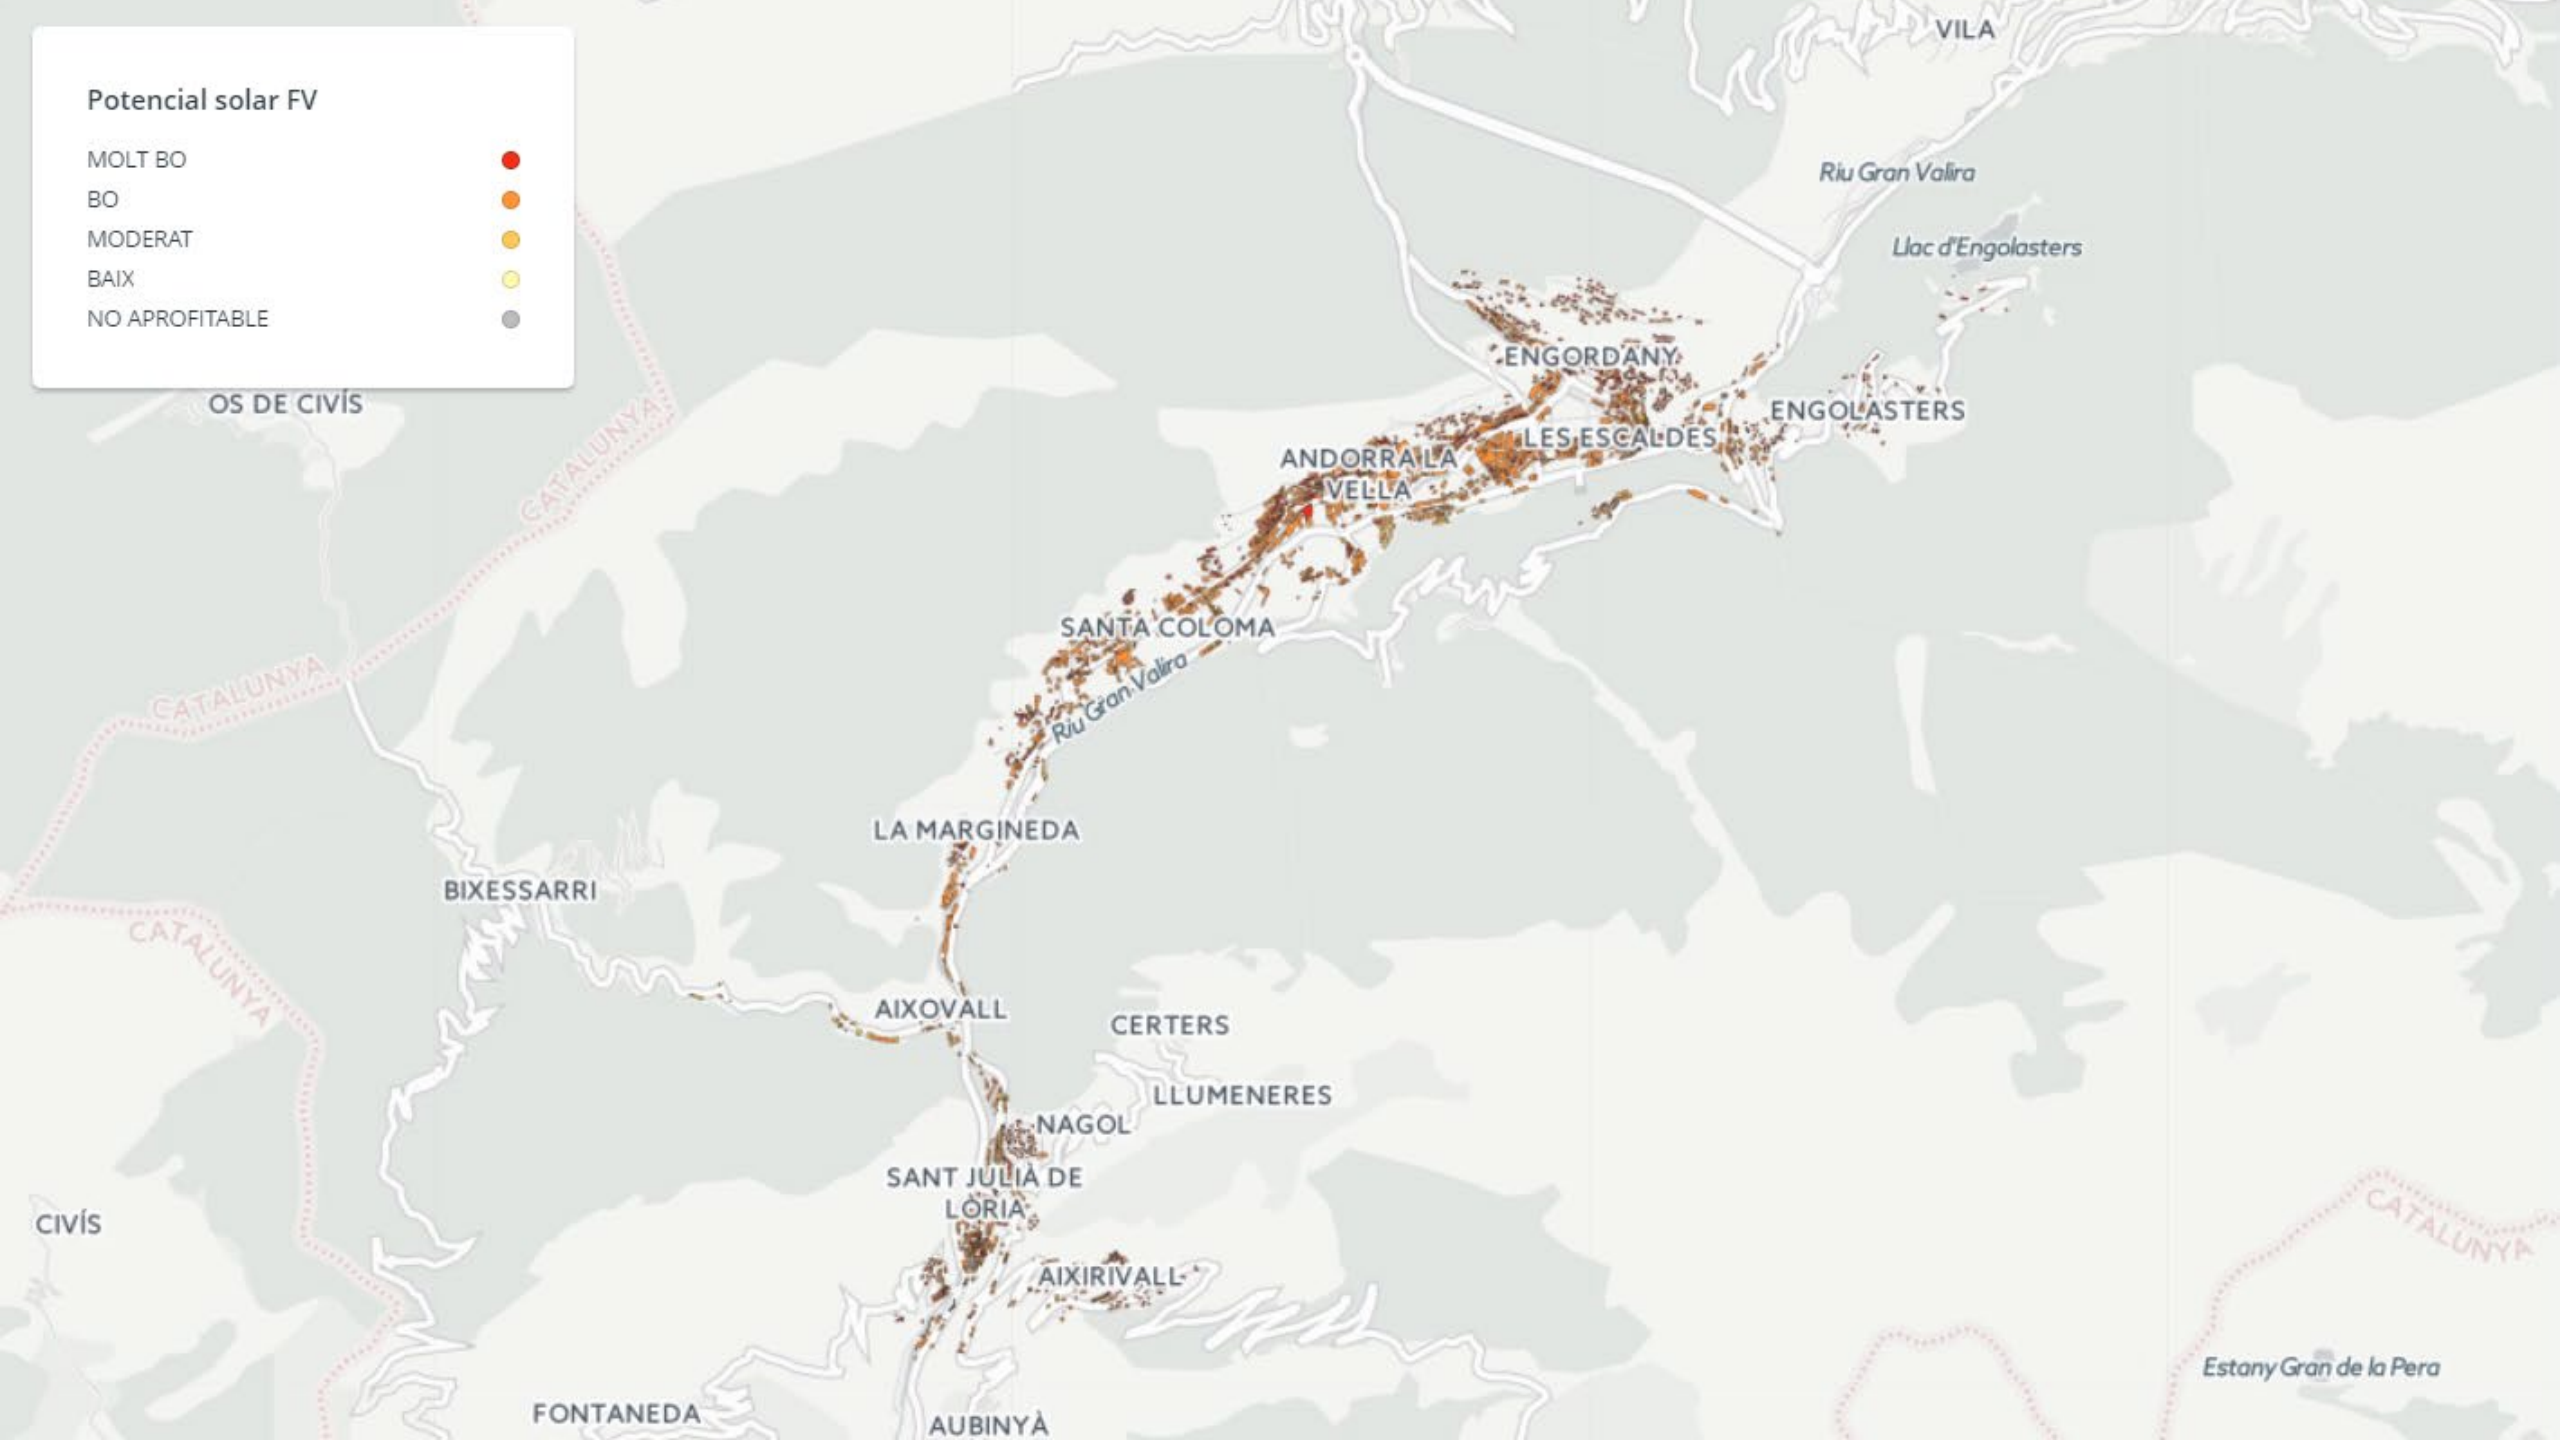 Potencial solar FV
MOLT BO
BO
MODERAT
BAIX
NO APROFITABLE
VILA
Riu Gran Valira
Llac d'Engolasters
OS DE CIVÍS
CATALUNYA
ENGORDANY
ENGOLASTERS
LES ESCALDES
ANDORRA LA
VELLA
SANTA COLOMA
CATALUNYA
Riu Gran Valira
LA MARGINEDA
BIXESSARRI
CATALUNYA
AIXOVALL
CERTERS
LLUMENERES
NAGOL
SANT JULIÀ DE
LÒRIA
CIVÍS
CATALUNYA
AIXIRIVALL
Estany Gran de la Pera
FONTANEDA
AUBINYÀ